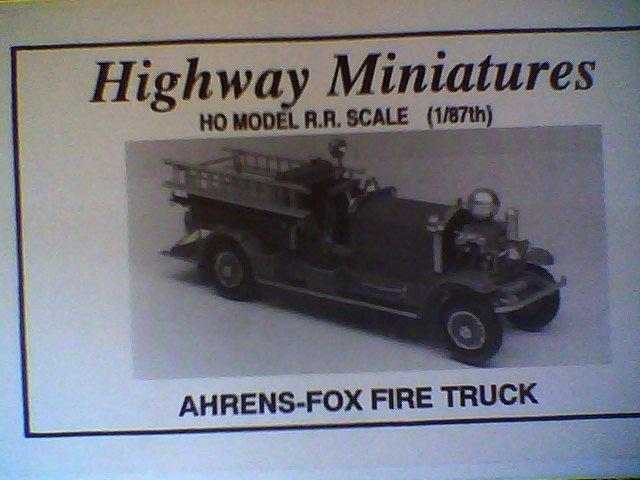 Highway Miniatures
HO MODEL R.R. SCALE (1/87th)
AHRENS-FOX FIRE TRUCK